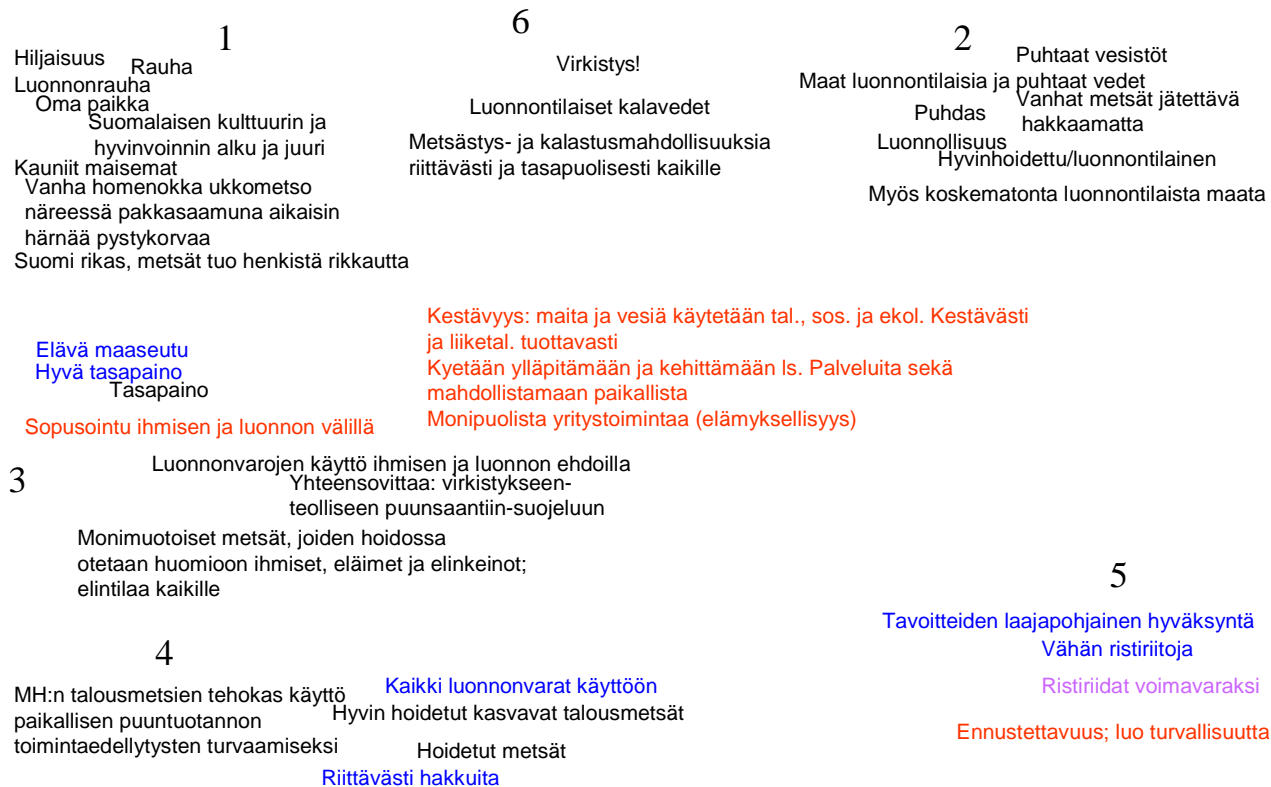 1
Hiljaisuus
Rauha
Luonnonrauha
Oma paikka
Suomalaisen kulttuurin ja
hyvinvoinnin alku ja juuri
Kauniit maisemat
Vanha homenokka ukkometso
näreessä pakkasaamuna aikaisin
härnää pystykorvaa
Suomi rikas, metsät tuo henkistä rikkautta
6
Virkistys!
Luonnontilaiset kalavedet
Metsästys- ja kalastusmahdollisuuksia
riittävästi ja tasapuolisesti kaikille
2
Puhtaat vesistöt
Maat luonnontilaisia ja puhtaat vedet
Puhdas
Vanhat metsät jätettävä
hakkaamatta
Luonnollisuus
Hyvinhoidettu/luonnontilainen
Myös koskematonta luonnontilaista maata
Elävä maaseutu
Hyvä tasapaino
Tasapaino
Sopusointu ihmisen ja luonnon välillä
Kestävyys: maita ja vesiä käytetään tal., sos. ja ekol. Kestävästi
ja liiketal. tuottavasti
Kyetään ylläpitämään ja kehittämään ls. Palveluita sekä
mahdollistamaan paikallista
Monipuolista yritystoimintaa (elämyksellisyys)
3
Luonnonvarojen käyttö ihmisen ja luonnon ehdoilla
Yhteensovittaa: virkistykseen-
teolliseen puunsaantiin-suojeluun
Monimuotoiset metsät, joiden hoidossa
otetaan huomioon ihmiset, eläimet ja elinkeinot;
elintilaa kaikille
4
MH:n talousmetsien tehokas käyttö
paikallisen puuntuotannon
toimintaedellytysten turvaamiseksi
Kaikki luonnonvarat käyttöön
Hyvin hoidetut kasvavat talousmetsät
Hoidetut metsät
Riittävästi hakkuita
5
Tavoitteiden laajapohjainen hyväksyntä
Vähän ristiriitoja
Ristiriidat voimavaraksi
Ennustettavuus; luo turvallisuutta